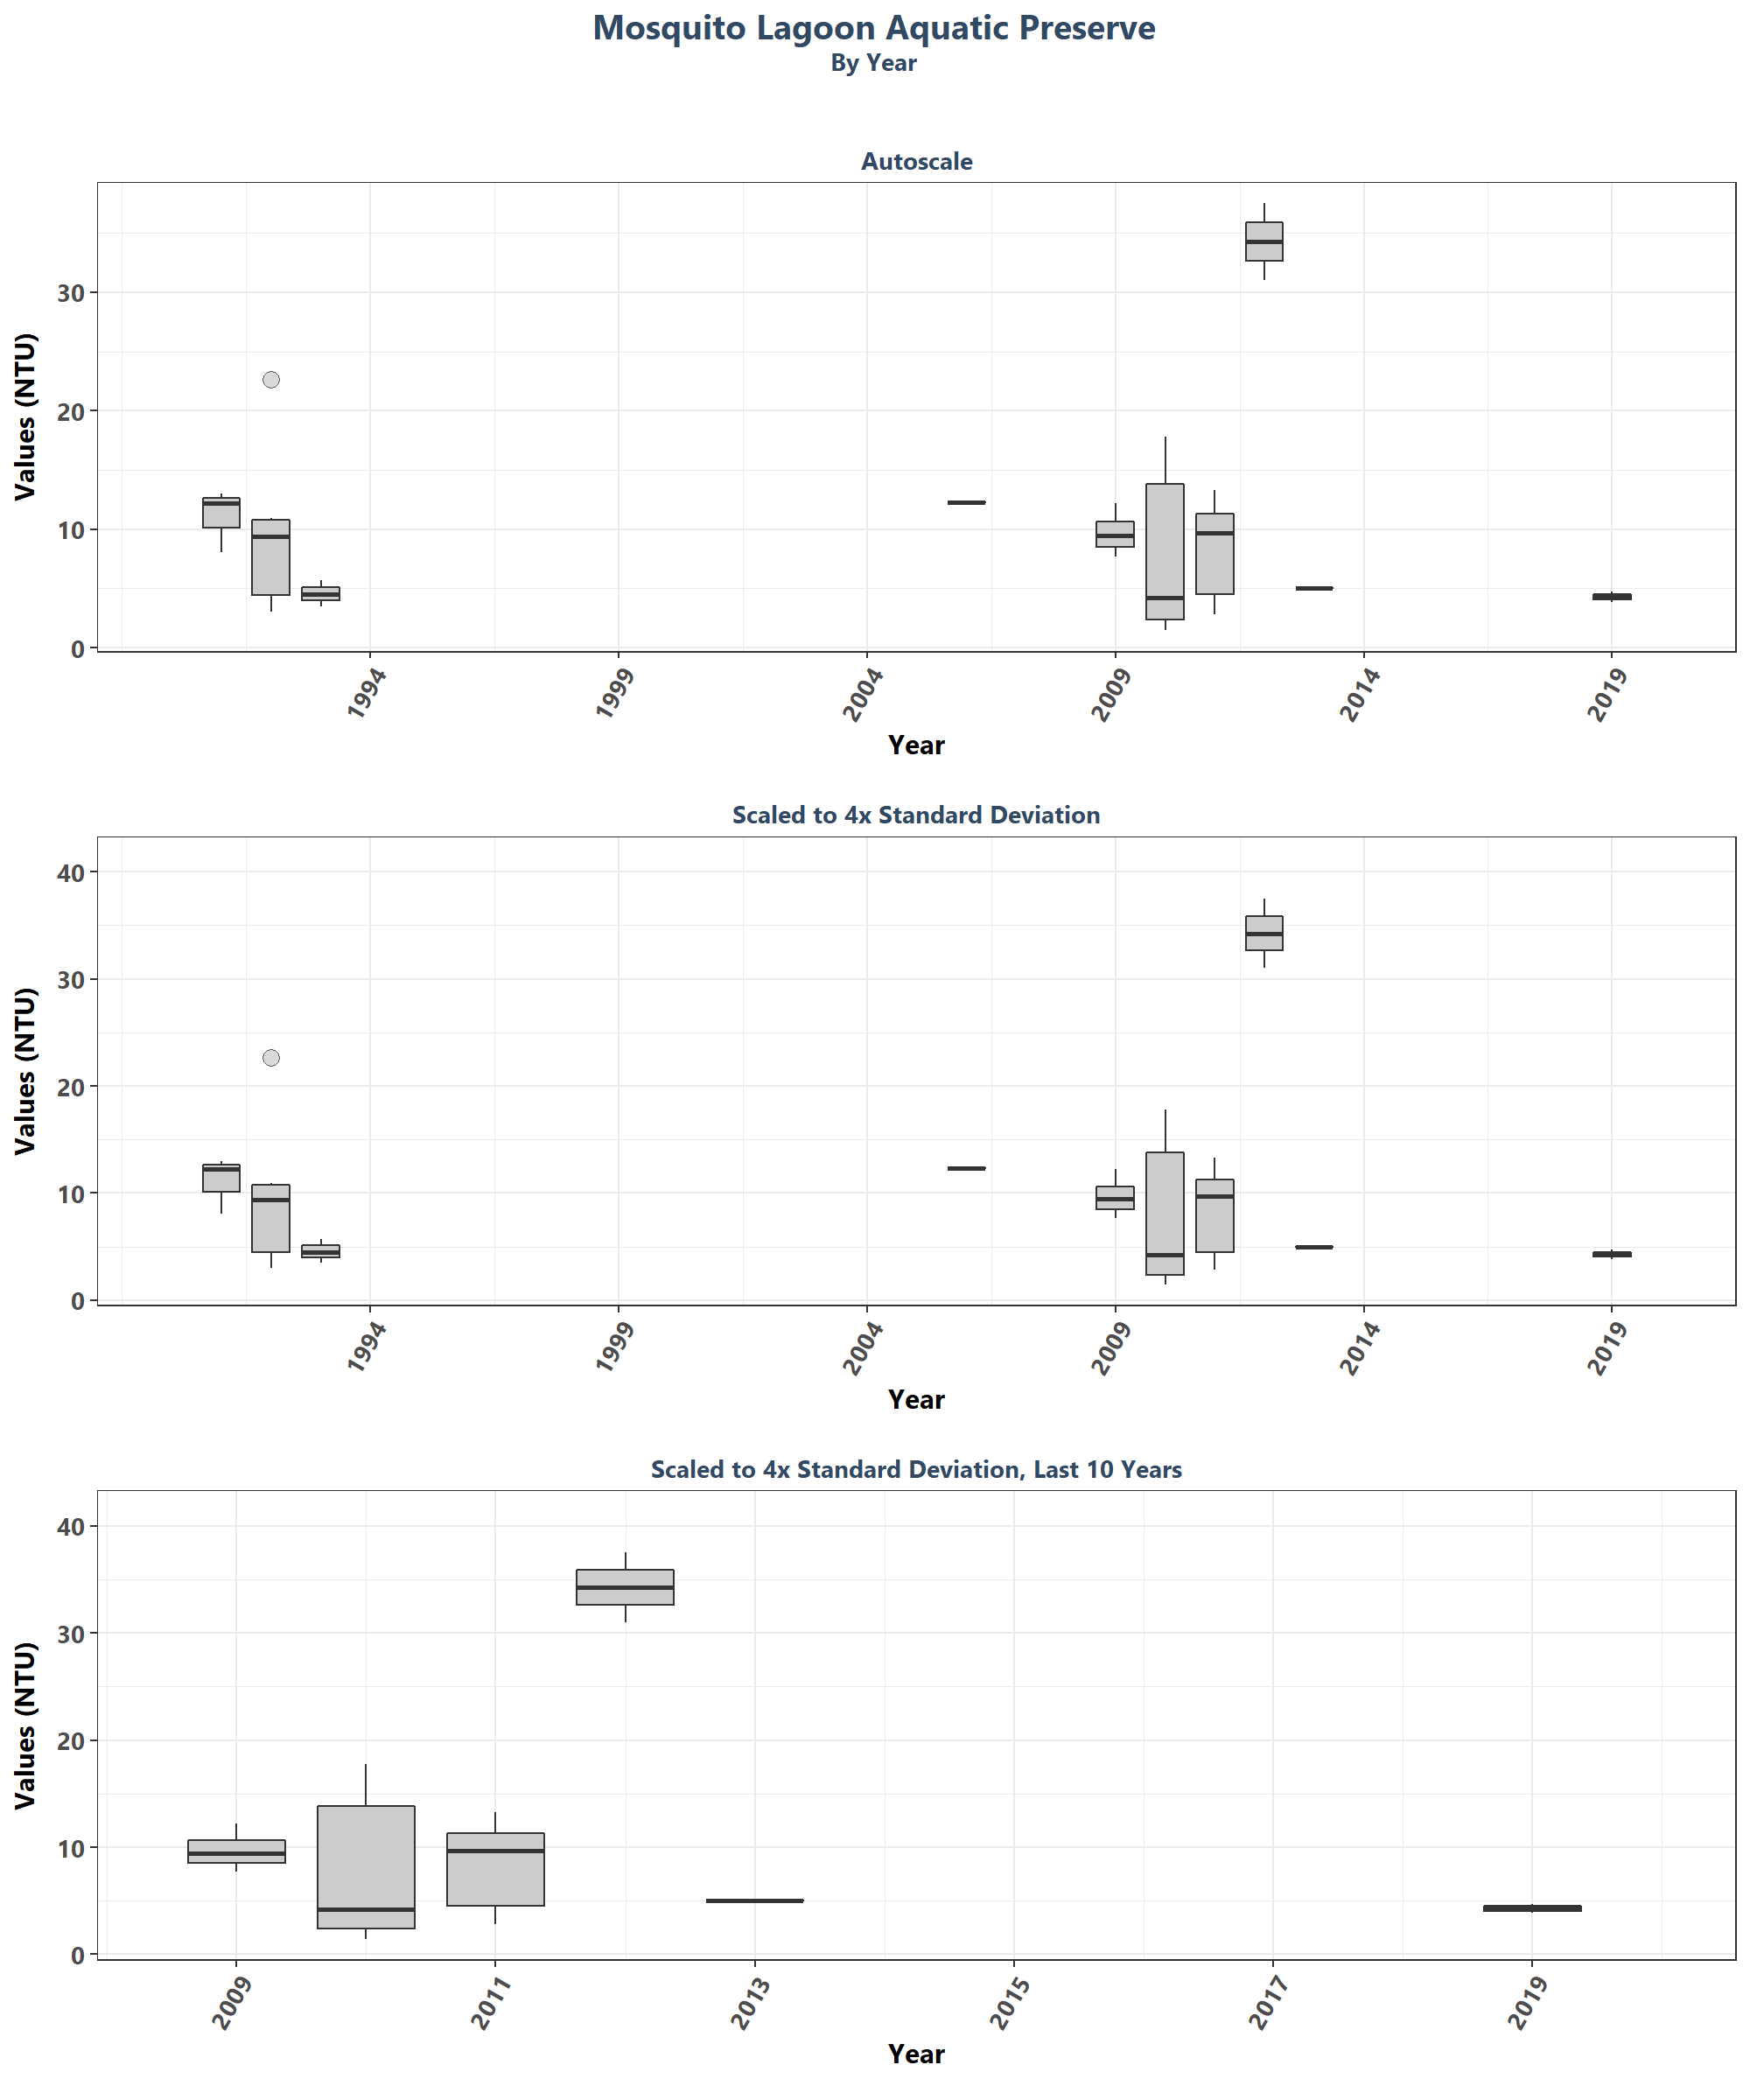 Mosquito Lagoon Aquatic Preserve
By Year
Autoscale
Values (NTU)
30
20
10
0
1994 1999 2004 2009 2014 2019
Year
Scaled to 4x Standard Deviation
Values (NTU)
40
30
20
10
0
1994 1999 2004 2009 2014 2019
Year
Scaled to 4x Standard Deviation, Last 10 Years
Values (NTU)
40
30
20
10
0
2009 2011 2013 2015 2017 2019
Year